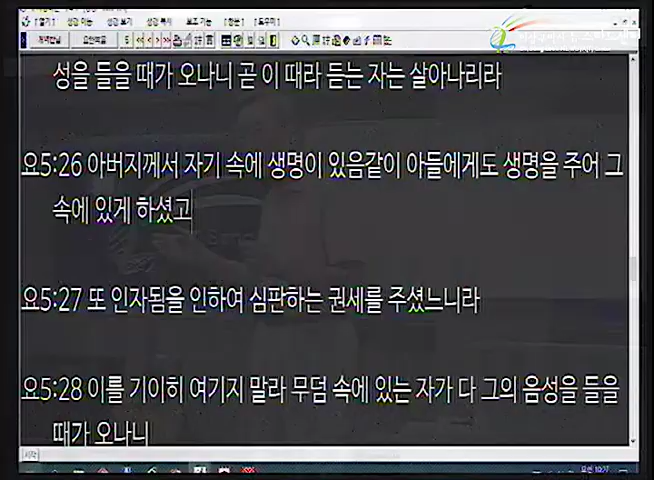 성을 들을 때가 오나니 곧 이 때라 듣는 자는 살아나리라
요5:26 아버지께서 자기 속에 생명이 있음같이 아들에게도 생명을 주어 그
속에 있게 하셨고
요5:27 또 인자됨을 인하여 심판하는 권세를 주셨느니라
요5:28 이를 기이히 여기지 말라 무덤 속에 있는 자가 다 그의 음성을 들을
때가 오나니